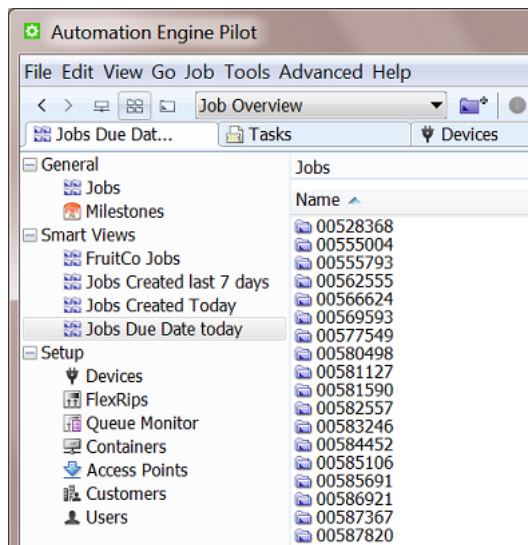 Automation Engine Pilot
File Edit View Go Job Tools Advanced Help
Job Overview
Jobs Due Dat...
Tasks
Devices
General
Jobs
Milestones
Smart Views
FruitCo Jobs
Jobs Created last 7 days
Jobs Created Today
Jobs Due Date today
Setup
Devices
FlexRips
Queue Monitor
Containers
Access Points
Customers
Users
Jobs
Name
00528368
00555004
00555793
00562555
00566624
00569593
00577549
00580498
00581127
00581590
00582557
00583246
00584452
00585106
00585691
00586921
00587367
00587820